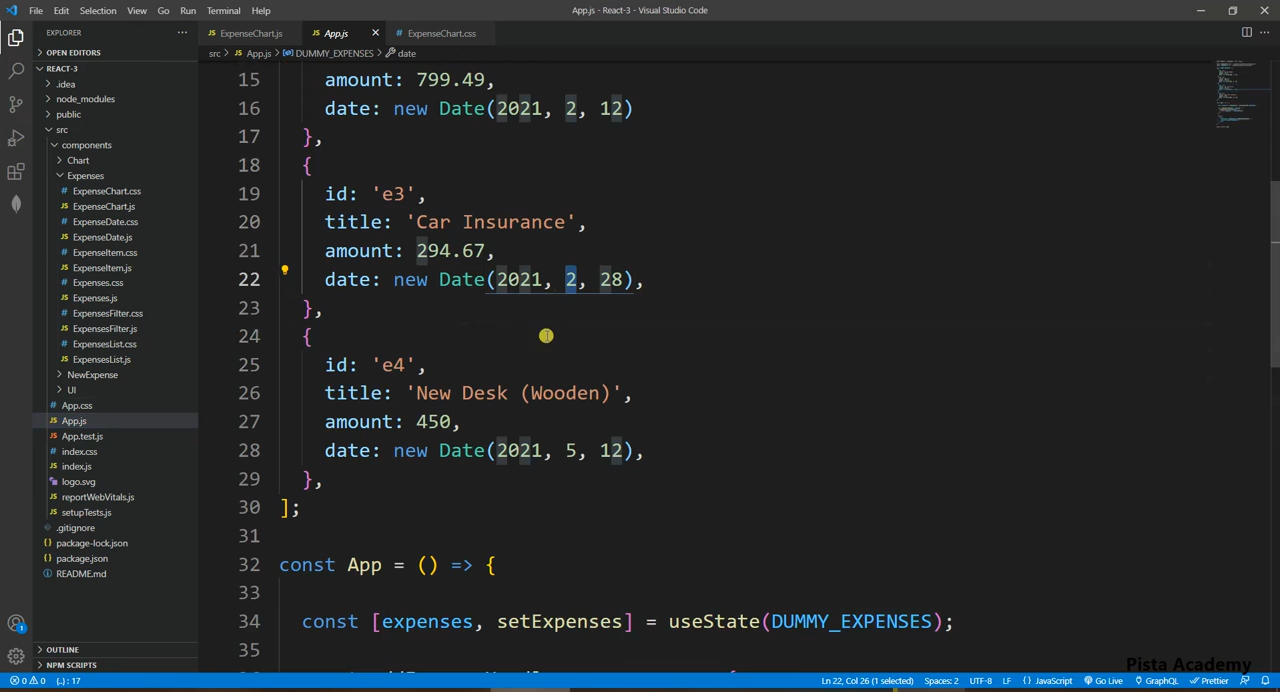 File Edit Selection View Go Run Terminal Help
App.js - React-3 - Visual Studio Code
EXPLORER
OPEN EDITORS
REACT-3
.idea
node_modules
public
src
components
Chart
Expenses
ExpenseChart.css
ExpenseChart.js
ExpenseDate.css
ExpenseDate.js
ExpenseItem.css
ExpenseItem.js
Expenses.css
Expenses.js
ExpensesFilter.css
ExpensesFilter.js
ExpensesList.css
ExpensesList.js
NewExpense
UI
App.css
App.js
App.test.js
index.css
index.js
logo.svg
reportWebVitals.js
setupTests.js
.gitignore
package-lock.json
package.json
README.md
OUTLINE
NPM SCRIPTS
ExpenseChart.js App.js ExpenseChart.css
src > App.js > DUMMY_EXPENSES > date
15 amount: 799.49,
16 date: new Date(2021, 2, 12)
17 },
18 {
19 id: 'e3',
20 title: 'Car Insurance',
21 amount: 294.67,
22 date: new Date(2021, 2, 28),
23 },
24 {
25 id: 'e4',
26 title: 'New Desk (Wooden)',
27 amount: 450,
28 date: new Date(2021, 5, 12),
29 },
30 ];
31
32 const App = () => {
33
34 const [expenses, setExpenses] = useState(DUMMY_EXPENSES);
35
Pista Academy
0 0 {..}: 17 Ln 22, Col 26 (1 selected) Spaces: 2 UTF-8 LF {} JavaScript Go Live GraphQL Prettier